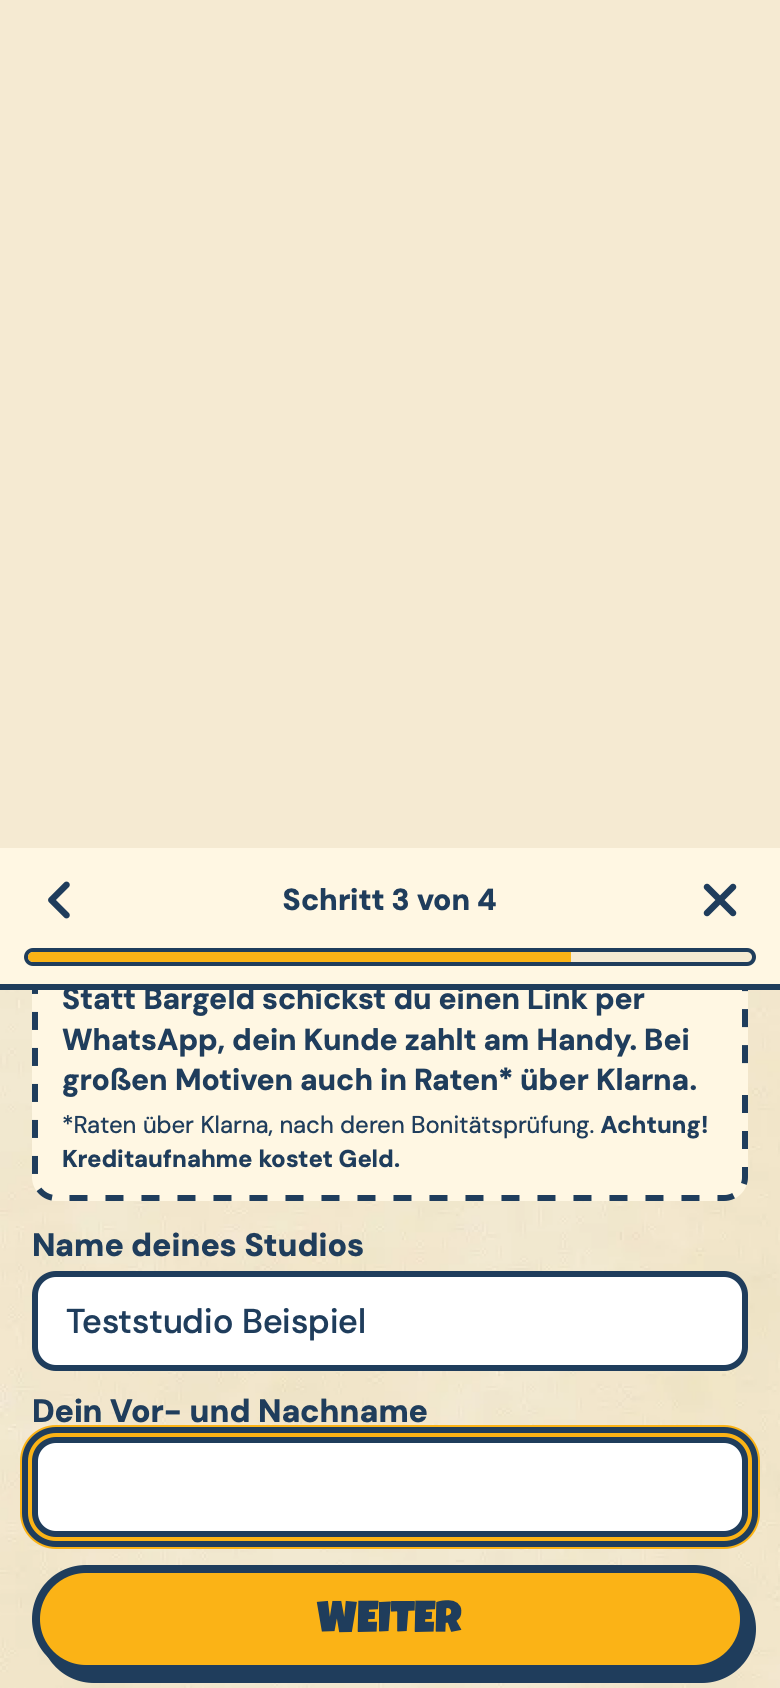 Schritt 3 von 4
Statt Bargeld schickst du einen Link per
WhatsApp, dein Kunde zahlt am Handy. Bei
großen Motiven auch in Raten* über Klarna.
*Raten über Klarna, nach deren Bonitätsprüfung. Achtung!
Kreditaufnahme kostet Geld.
Name deines Studios
Teststudio Beispiel
Dein Vor- und Nachname
WEITER